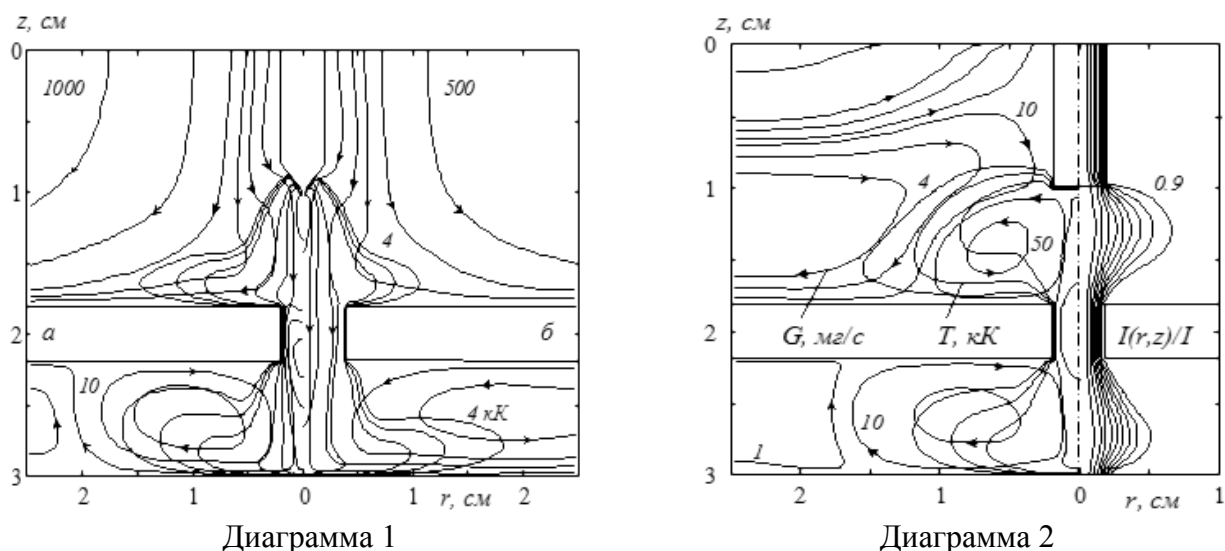 z, см
0
1000
500
1
4
а
б
2
10
4 кК
3
2
1
0
1
2
r, см
Диаграмма 1
z, см
0
10
4
0.9
1
50
G, мг/с
T, кК
I(r,z)/I
2
10
1
3
2
1
0
1
r, см
Диаграмма 2